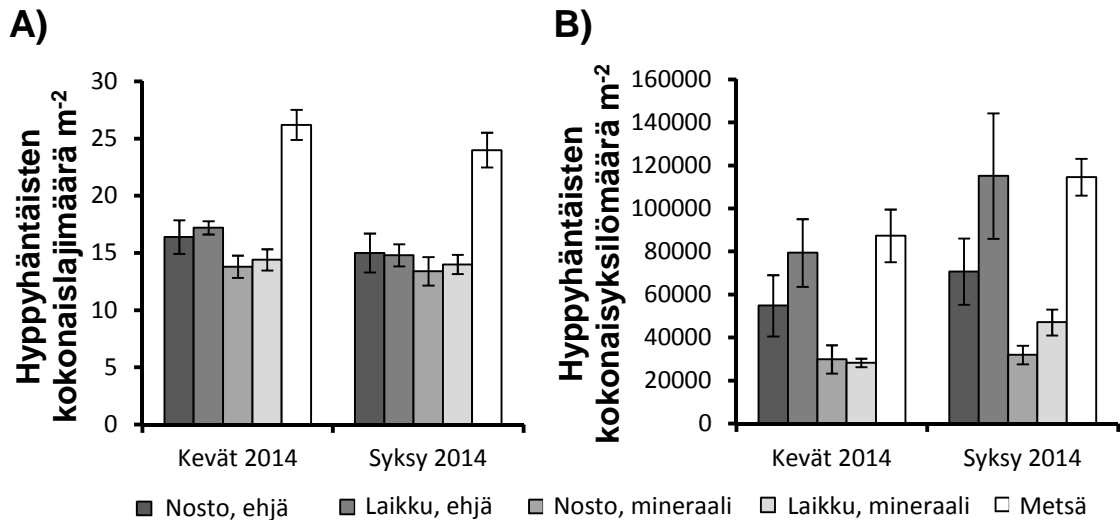 A)
Hyppyhäntäisten
kokonaislajimäärä m-2
30
25
20
15
10
5
0
Kevät 2014 Syksy 2014
B)
Hyppyhäntäisten
kokonaisyksilömäärä m-2
160000
140000
120000
100000
80000
60000
40000
20000
0
Kevät 2014 Syksy 2014
Nosto, ehjä Laikku, ehjä Nosto, mineraali Laikku, mineraali Metsä